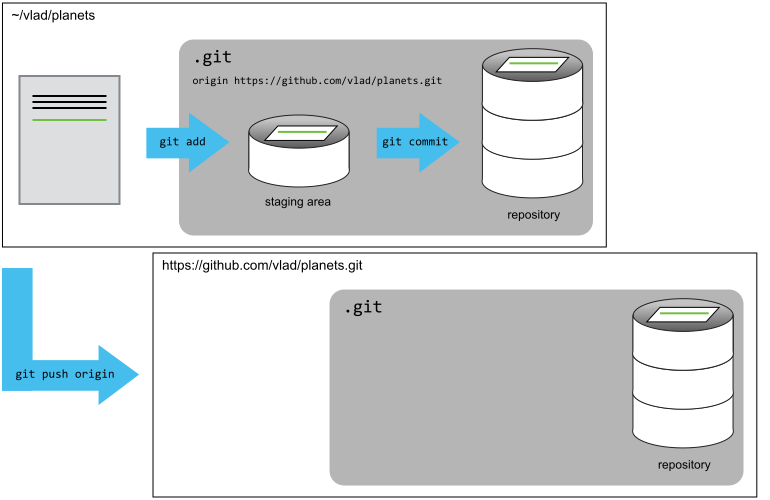 ~/vlad/planets
.git
origin https://github.com/vlad/planets.git
git add
git commit
staging area
repository
https://github.com/vlad/planets.git
.git
git push origin
repository